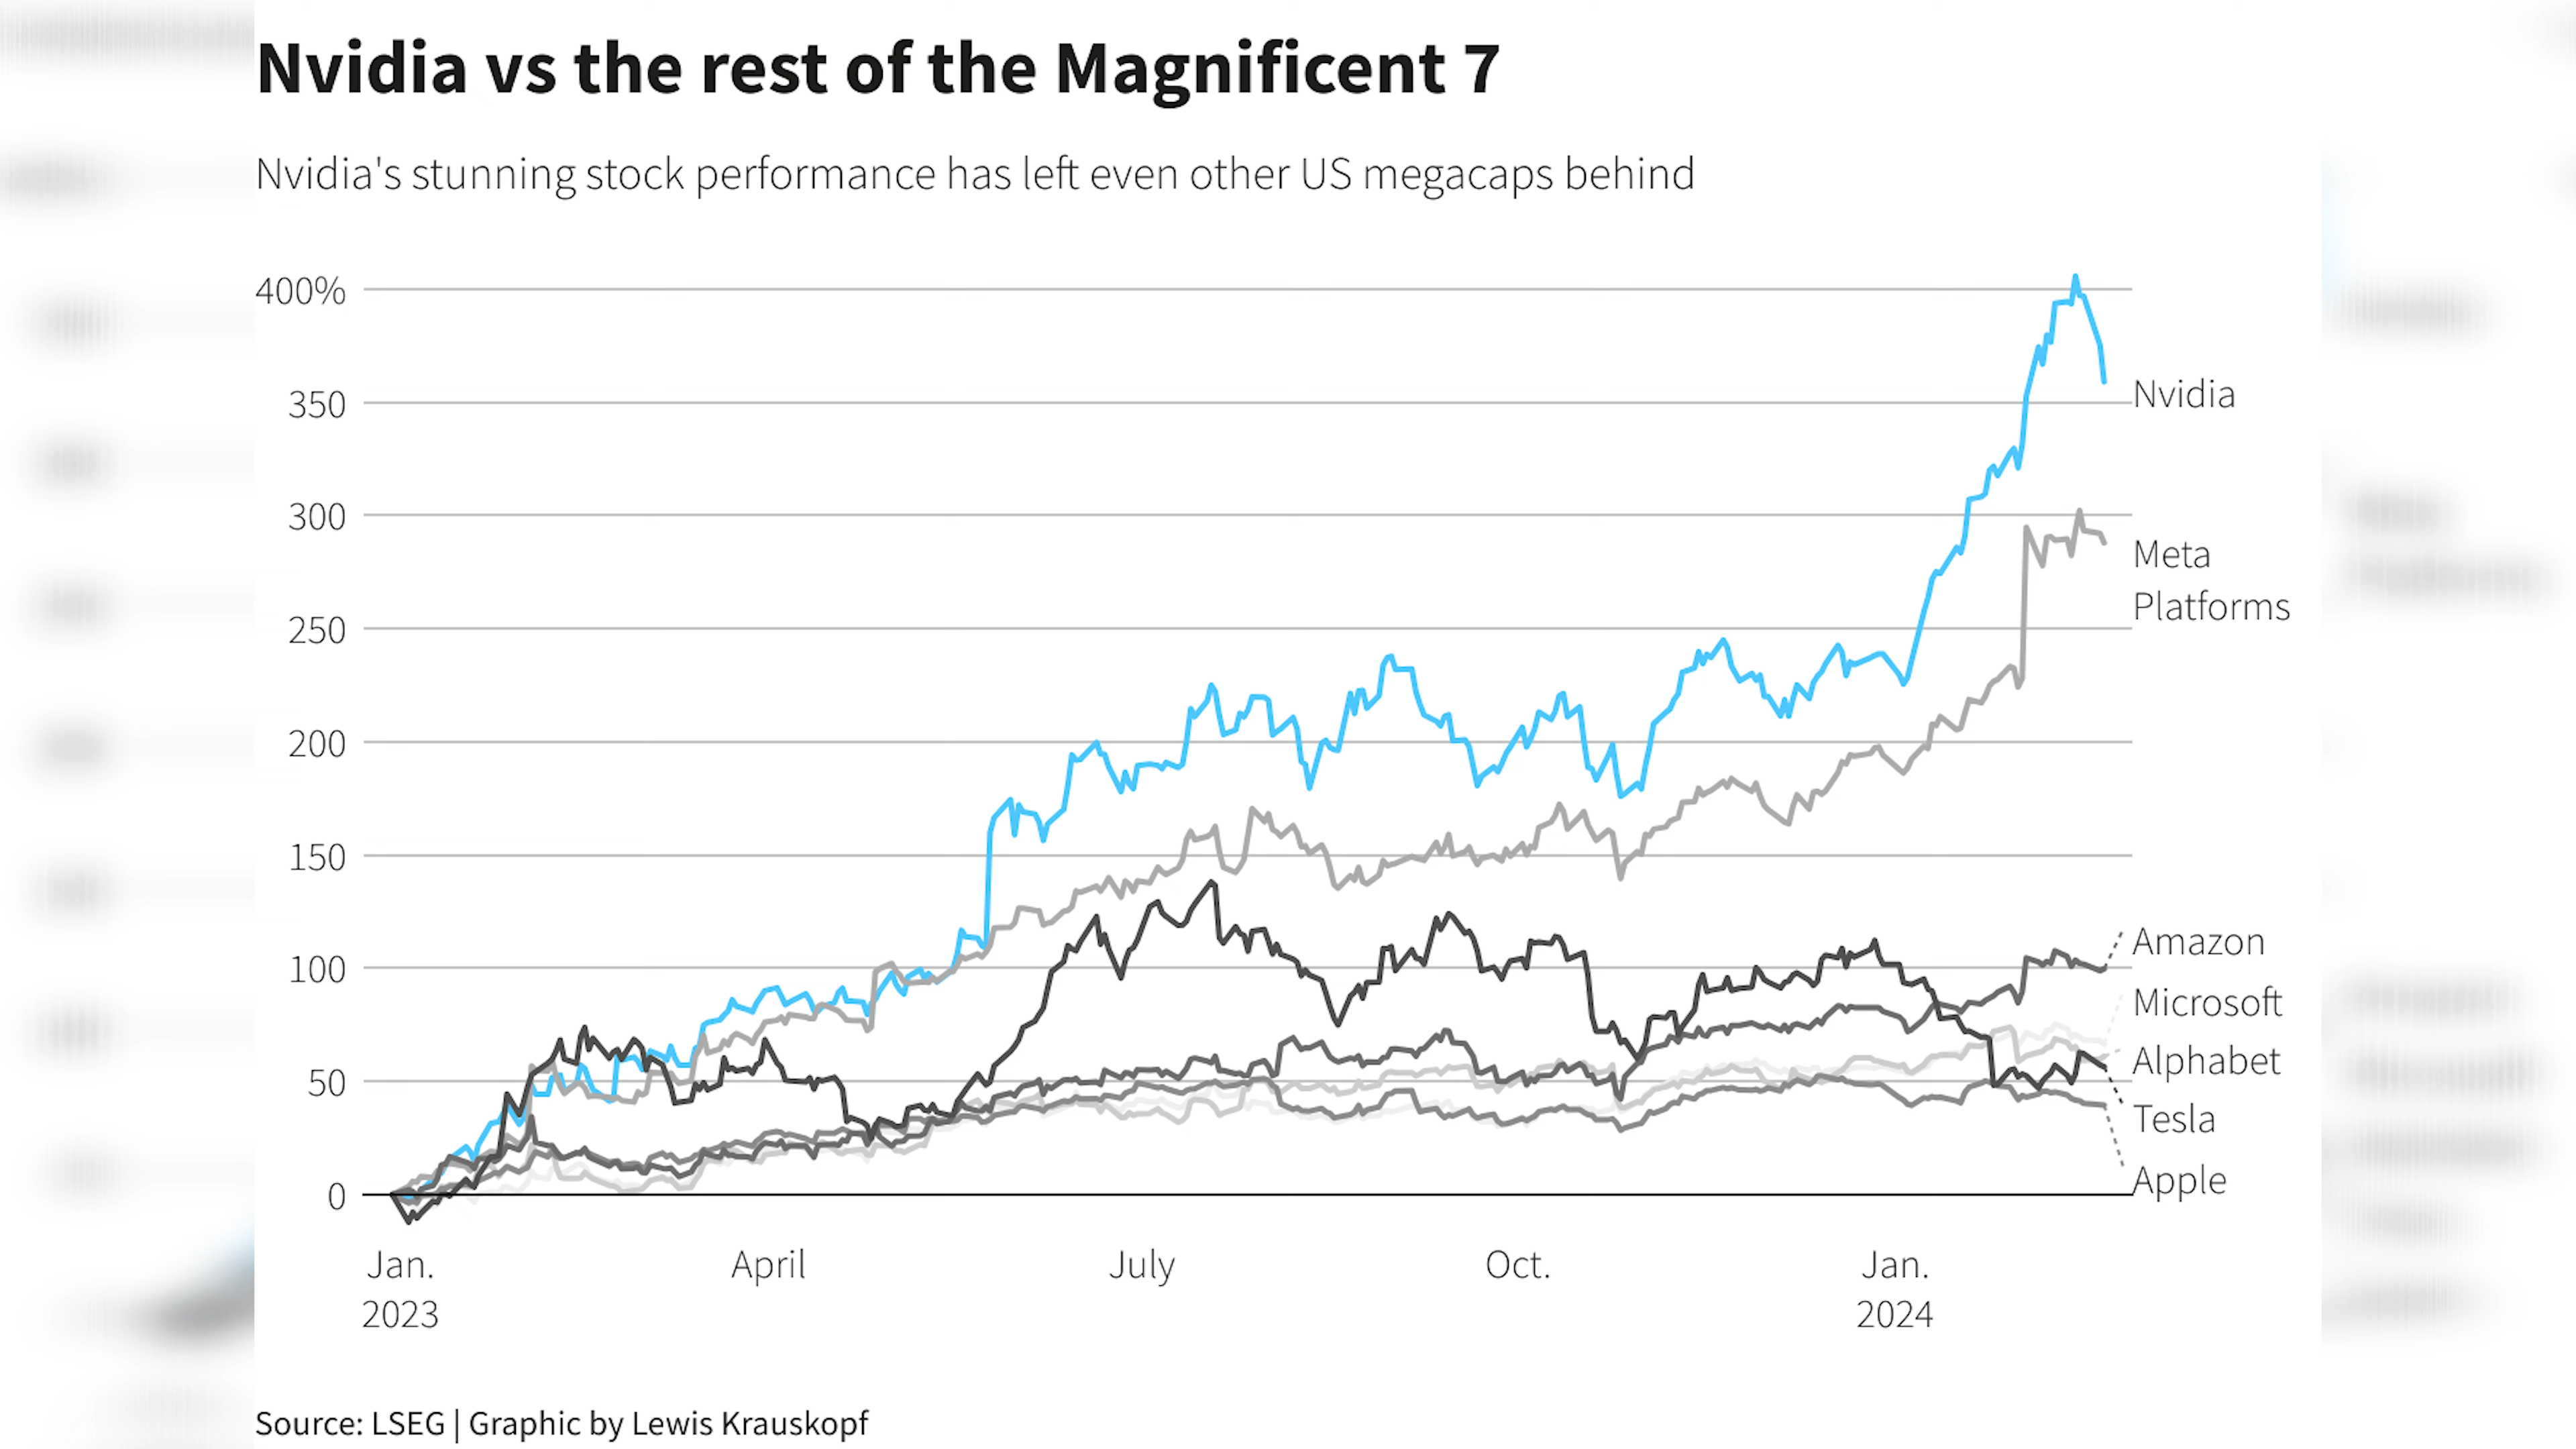 Nvidia vs the rest of the Magnificent 7
Nvidia's stunning stock performance has left even other US megacaps behind
400%
350
300
250
200
150
100
50
0
Nvidia
Meta
Platforms
Amazon
Microsoft
Alphabet
Tesla
Apple
Jan.
2023
April
July
Oct.
Jan.
2024
Source: LSEG | Graphic by Lewis Krauskopf